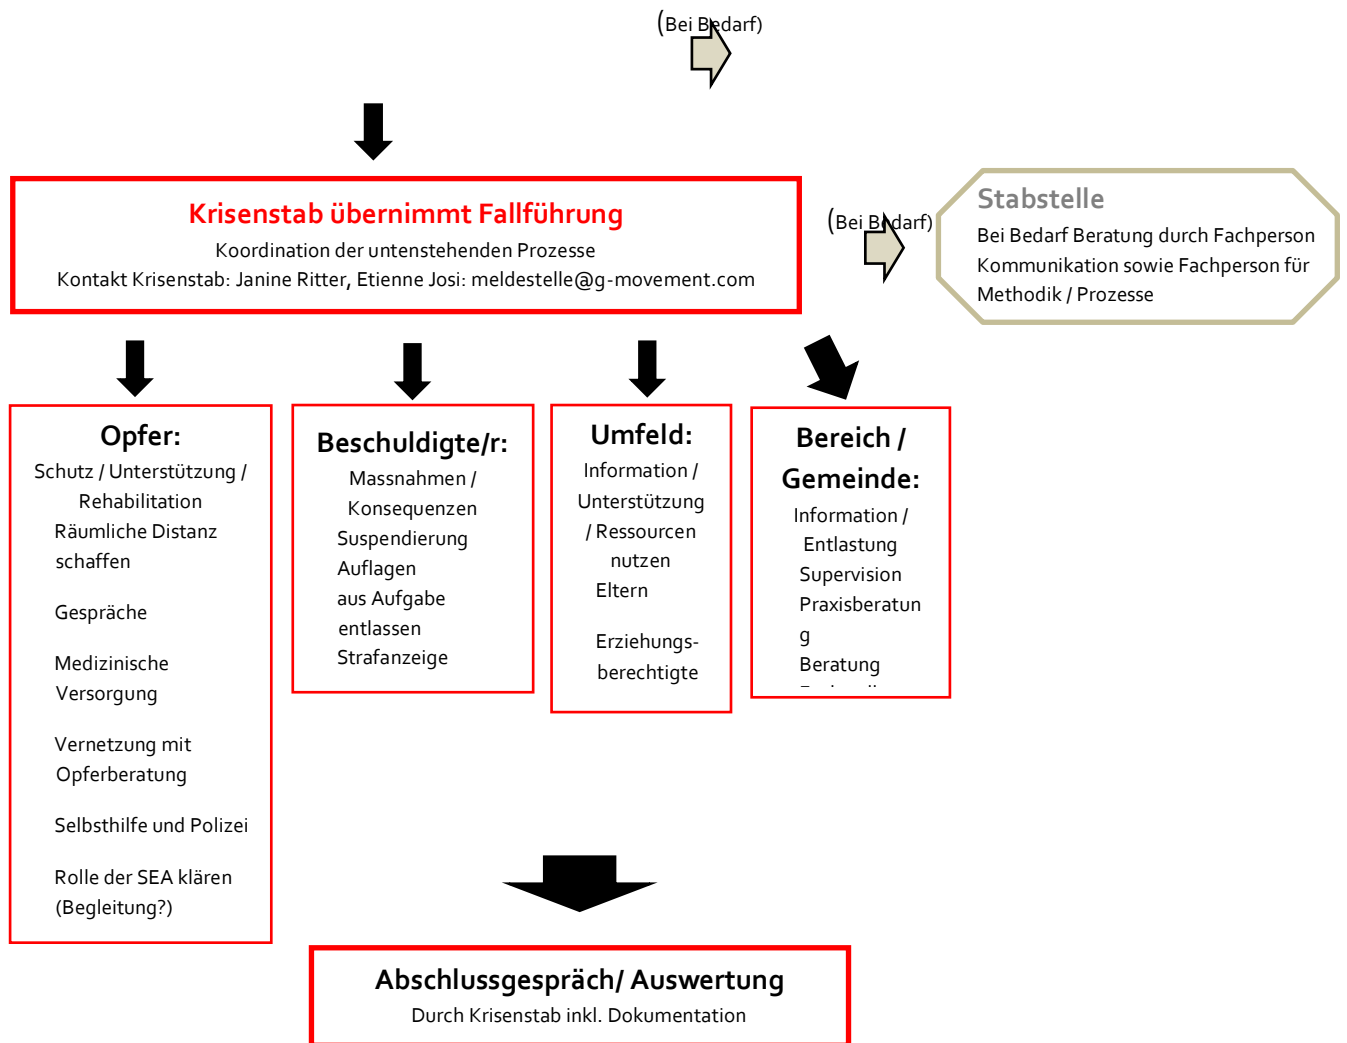 (Bei Bedarf)
Krisenstab übernimmt Fallführung
Koordination der untenstehenden Prozesse
Kontakt Krisenstab: Janine Ritter, Etienne Josi: meldestelle@g-movement.com
(Bei Bedarf)
Stabstelle
Bei Bedarf Beratung durch Fachperson
Kommunikation sowie Fachperson für
Methodik / Prozesse
Opfer:
Schutz / Unterstützung /
Rehabilitation
Räumliche Distanz
schaffen
Gespräche
Medizinische
Versorgung
Vernetzung mit
Opferberatung
Selbsthilfe und Polizei
Rolle der SEA klären
(Begleitung?)
Beschuldigte/r:
Massnahmen /
Konsequenzen
Suspendierung
Auflagen
aus Aufgabe
entlassen
Strafanzeige
Umfeld:
Information /
Unterstützung
/ Ressourcen
nutzen
Eltern
Erziehungs-
berechtigte
Bereich /
Gemeinde:
Information /
Entlastung
Supervision
Praxisberatun
g
Beratung
Abschlussgespräch/ Auswertung
Durch Krisenstab inkl. Dokumentation